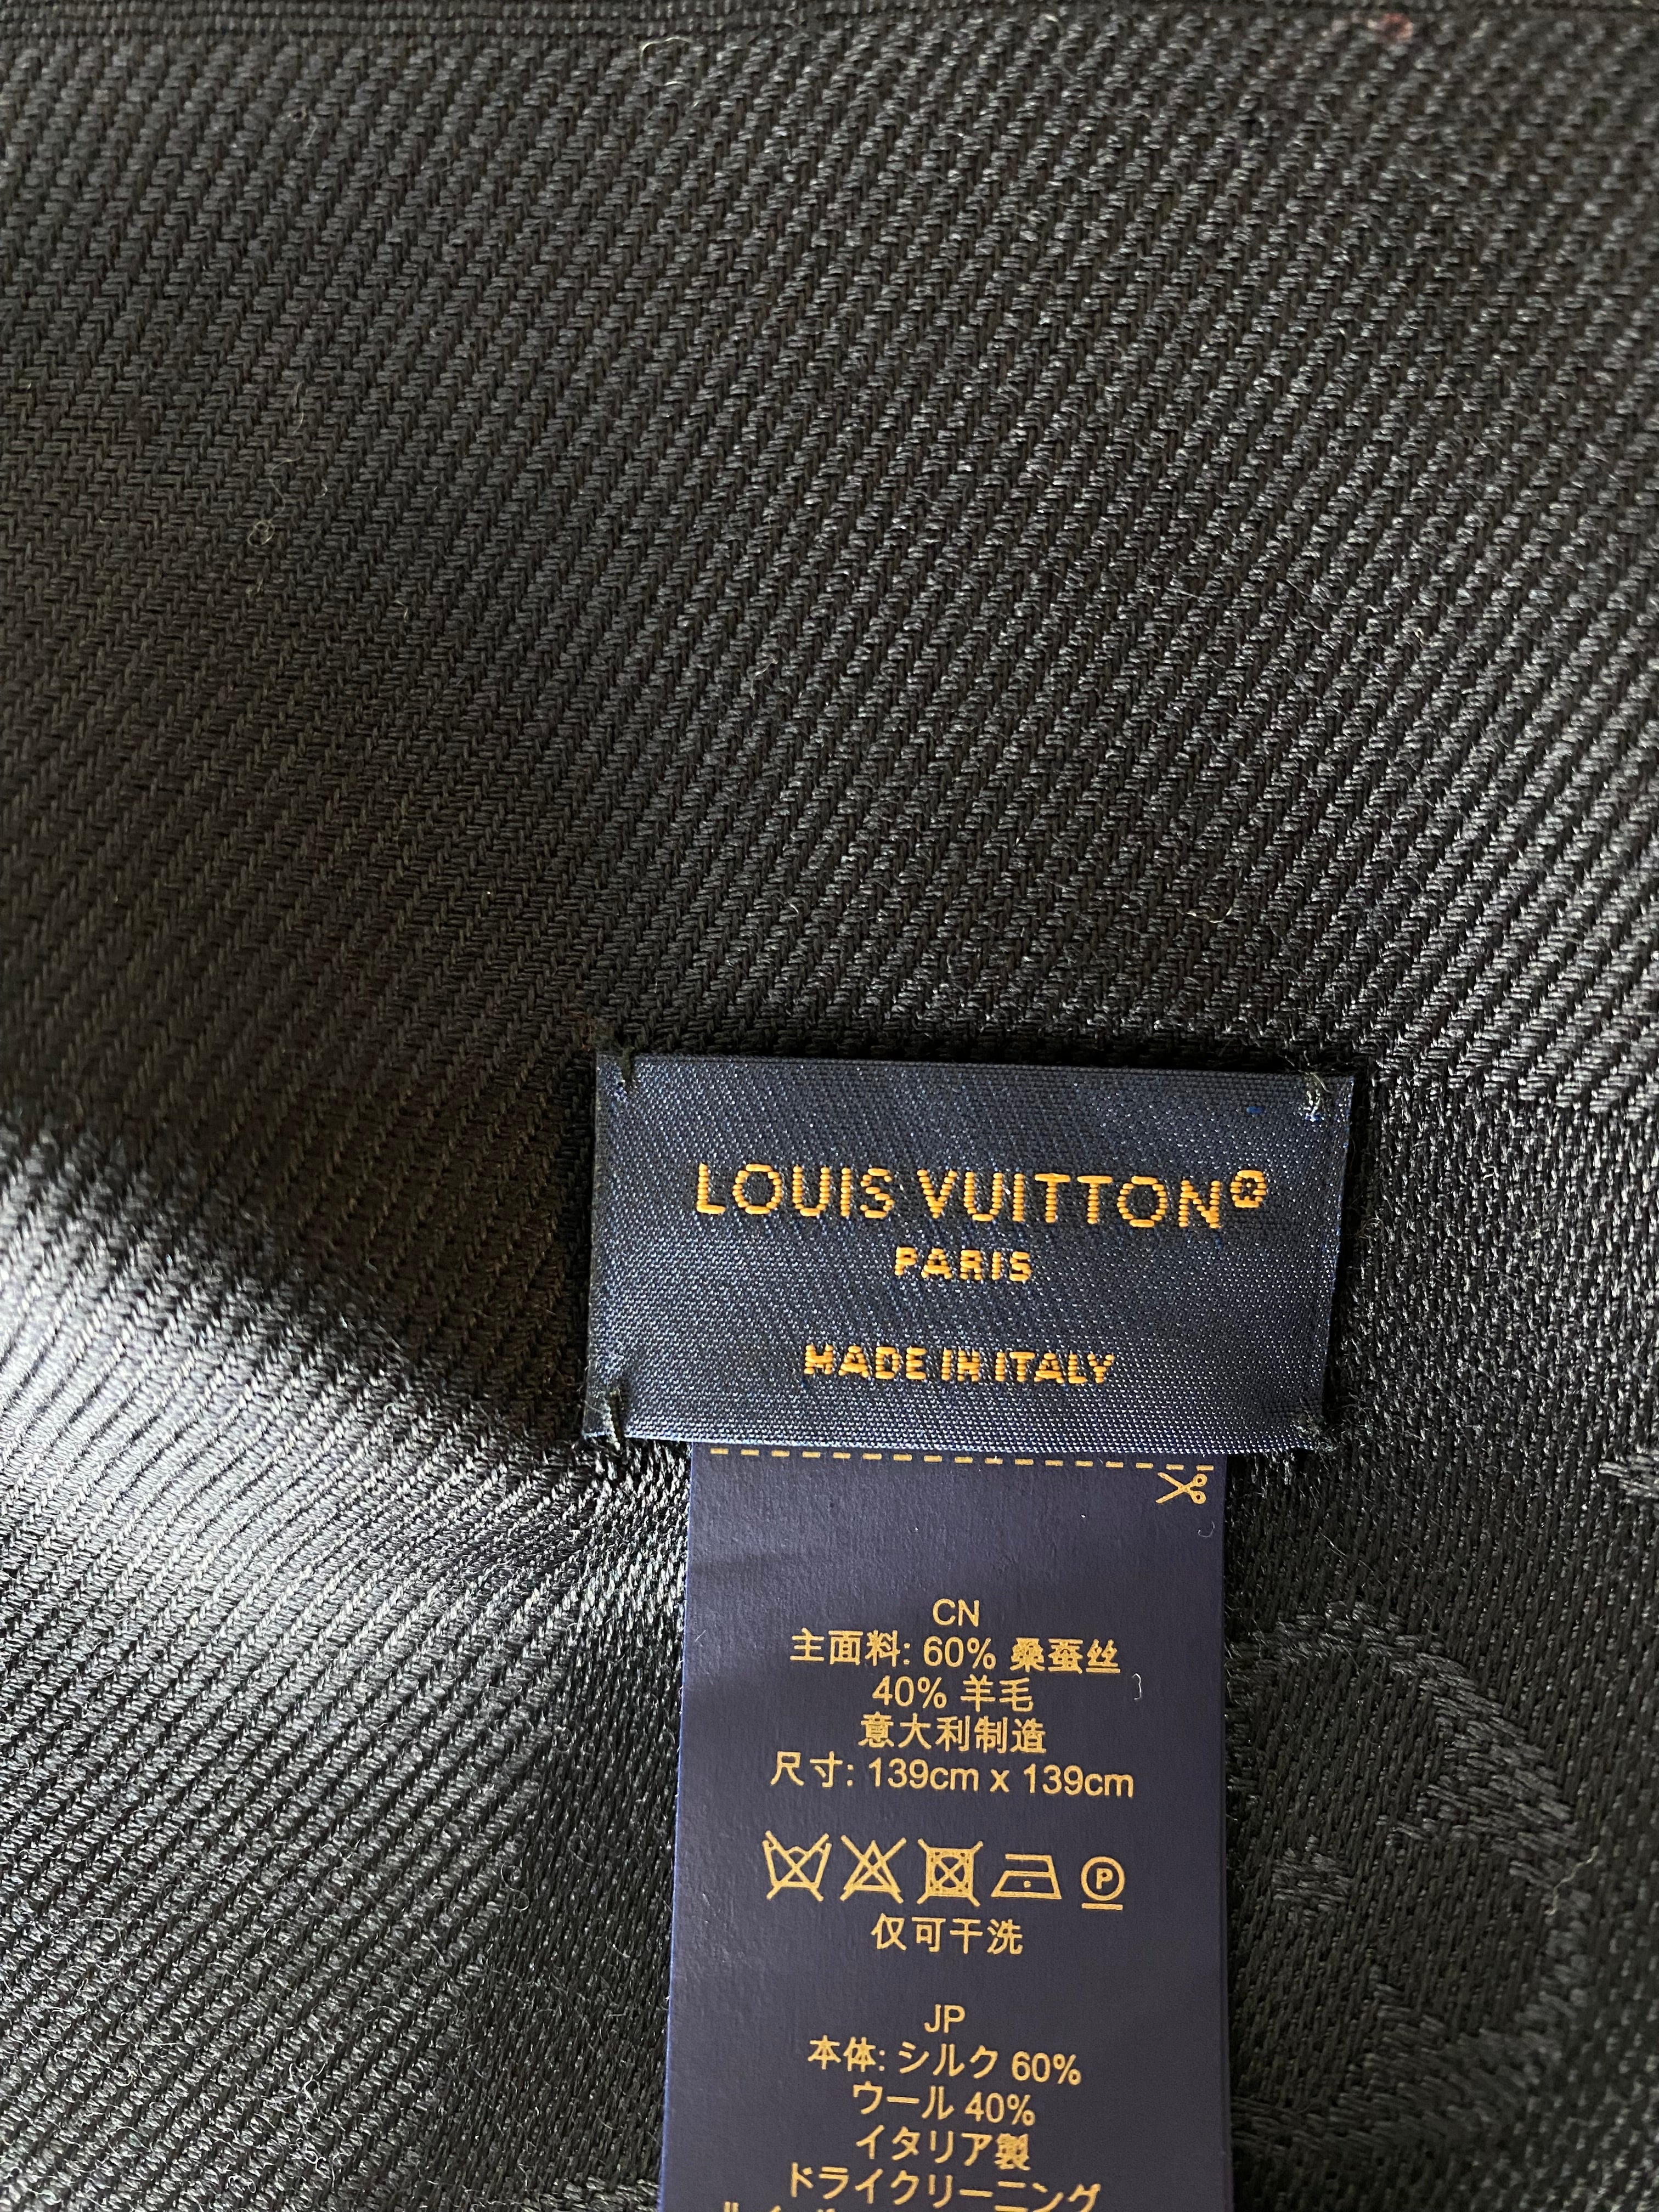 LOUIS VUITTON®
PARIS
MADE IN ITALY
CN
主面料: 60% 桑蚕丝
40% 羊毛
意大利制造
尺寸: 139cm x 139cm
P
仅可干洗
JP
本体: シルク 60%
ウール 40%
イタリア製
ドライクリーニング